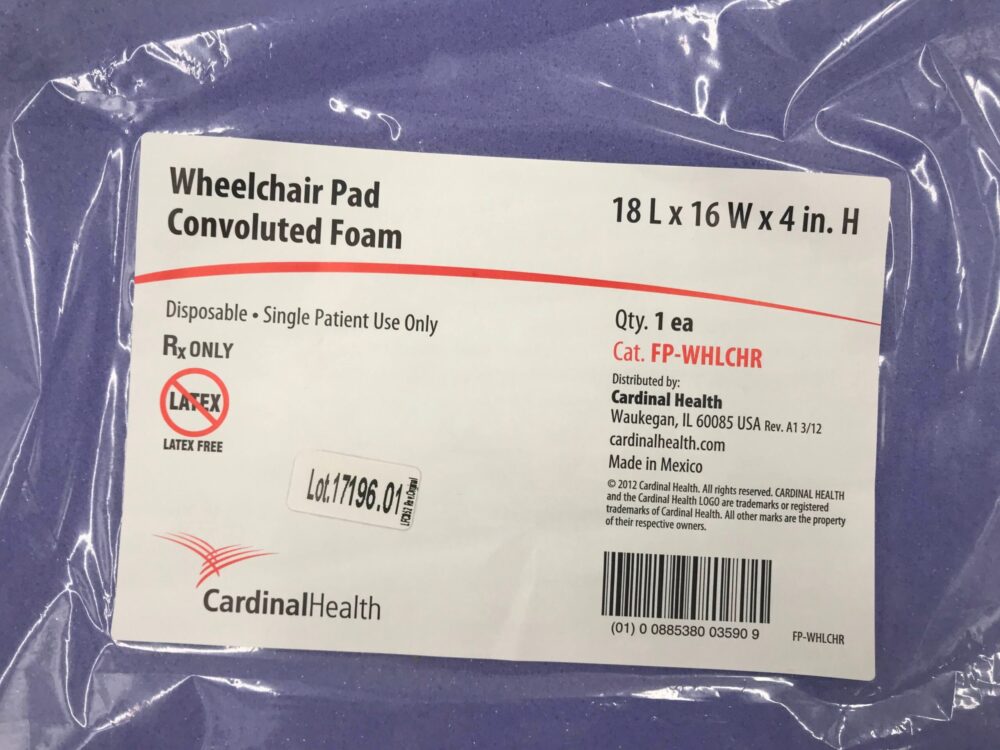 Wheelchair Pad
Convoluted Foam
18 L x 16 W x 4 in. H
Disposable • Single Patient Use Only
Rx ONLY
LATEX
LATEX FREE
Lot.17196.01
Qty. 1 ea
Cat. FP-WHLCHR
Distributed by:
Cardinal Health
Waukegan, IL 60085 USA Rev. A1 3/12
cardinalhealth.com
Made in Mexico
© 2012 Cardinal Health. All rights reserved. CARDINAL HEALTH
and the Cardinal Health LOGO are trademarks or registered
trademarks of Cardinal Health. All other marks are the property
of their respective owners.
CardinalHealth
(01) 0 0885380 03590 9
FP-WHLCHR